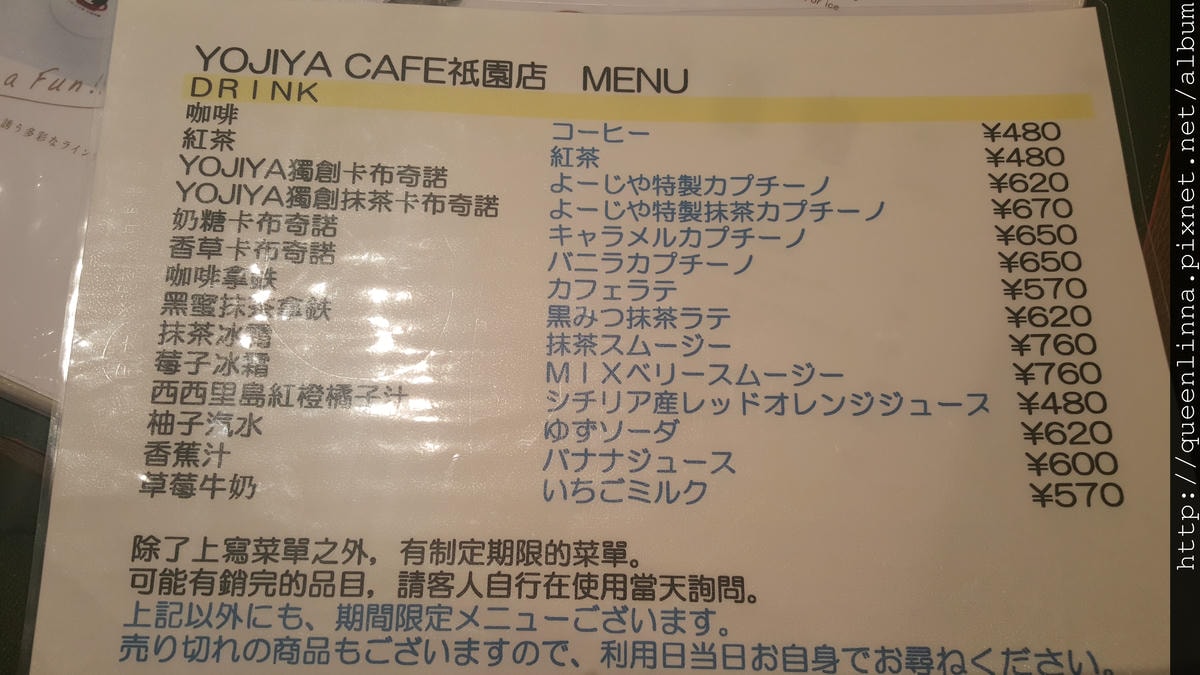 or Ice
a Fun!!
誘う多彩なライン
YOJIYA CAFE祇園店 MENU
DRINK
咖啡 コーヒー ¥480
紅茶 紅茶 ¥480
YOJIYA獨創卡布奇諾 よーじや特製カプチーノ ¥620
YOJIYA獨創抹茶卡布奇諾 よーじや特製抹茶カプチーノ ¥670
奶糖卡布奇諾 キャラメルカプチーノ ¥650
香草卡布奇諾 バニラカプチーノ ¥650
咖啡拿鉄 カフェラテ ¥570
黑蜜抹茶拿鉄 黒みつ抹茶ラテ ¥620
抹茶冰霜 抹茶スムージー ¥760
莓子冰霜 MIXベリースムージー ¥760
西西里島紅橙橘子汁 シチリア産レッドオレンジジュース ¥480
柚子汽水 ゆずソーダ ¥620
香蕉汁 バナナジュース ¥600
草莓牛奶 いちごミルク ¥570
除了上寫菜單之外，有制定期限的菜單。
可能有銷完的品目，請客人自行在使用當天詢問。
上記以外にも、期間限定メニューございます。
売り切れの商品もございますので、利用日当日お自身でお尋ねください。
http://queenlinna.pixnet.net/album